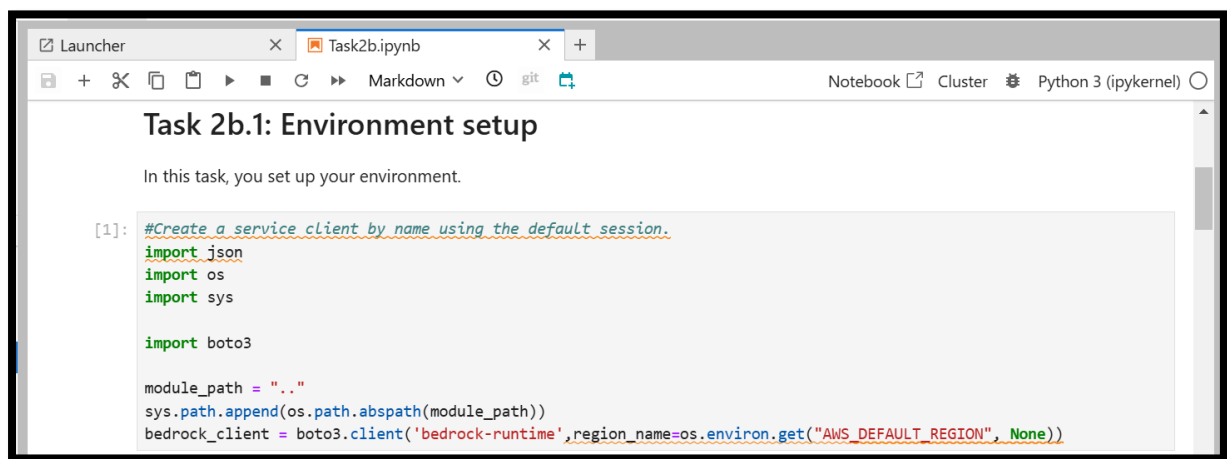 Launcher
Task2b.ipynb
Markdown git Notebook Cluster Python 3 (ipykernel)
Task 2b.1: Environment setup
In this task, you set up your environment.
[1]: #Create a service client by name using the default session.
import json
import os
import sys
import boto3
module_path = ".."
sys.path.append(os.path.abspath(module_path))
bedrock_client = boto3.client('bedrock-runtime',region_name=os.environ.get("AWS_DEFAULT_REGION", None))